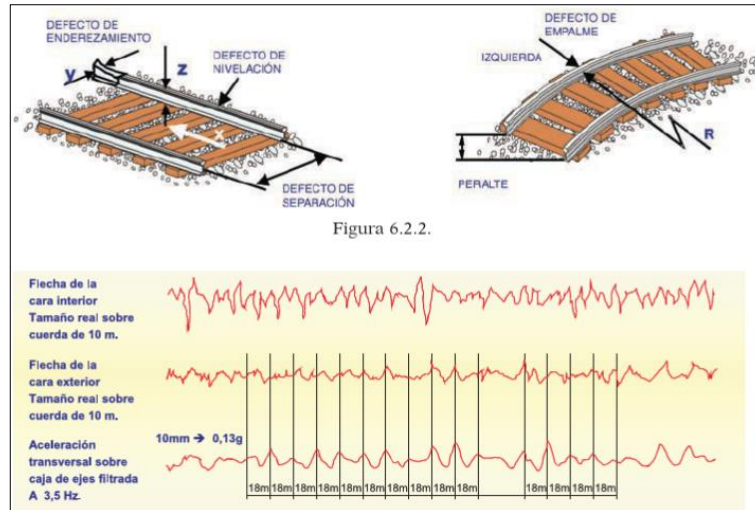 DEFECTO DE
ENDEREZAMIENTO
y
z
DEFECTO DE
NIVELACIÓN
x
DEFECTO DE
SEPARACIÓN
DEFECTO DE
EMPALME
IZQUIERDA
R
PERALTE
Figura 6.2.2.
Flecha de la
cara interior
Tamaño real sobre
cuerda de 10 m.
Flecha de la
cara exterior
Tamaño real sobre
cuerda de 10 m.
Aceleración
transversal sobre
caja de ejes filtrada
A 3,5 Hz.
10mm → 0,13g
18m 18m 18m 18m 18m 18m 18m 18m 18m 18m 18m 18m 18m 18m